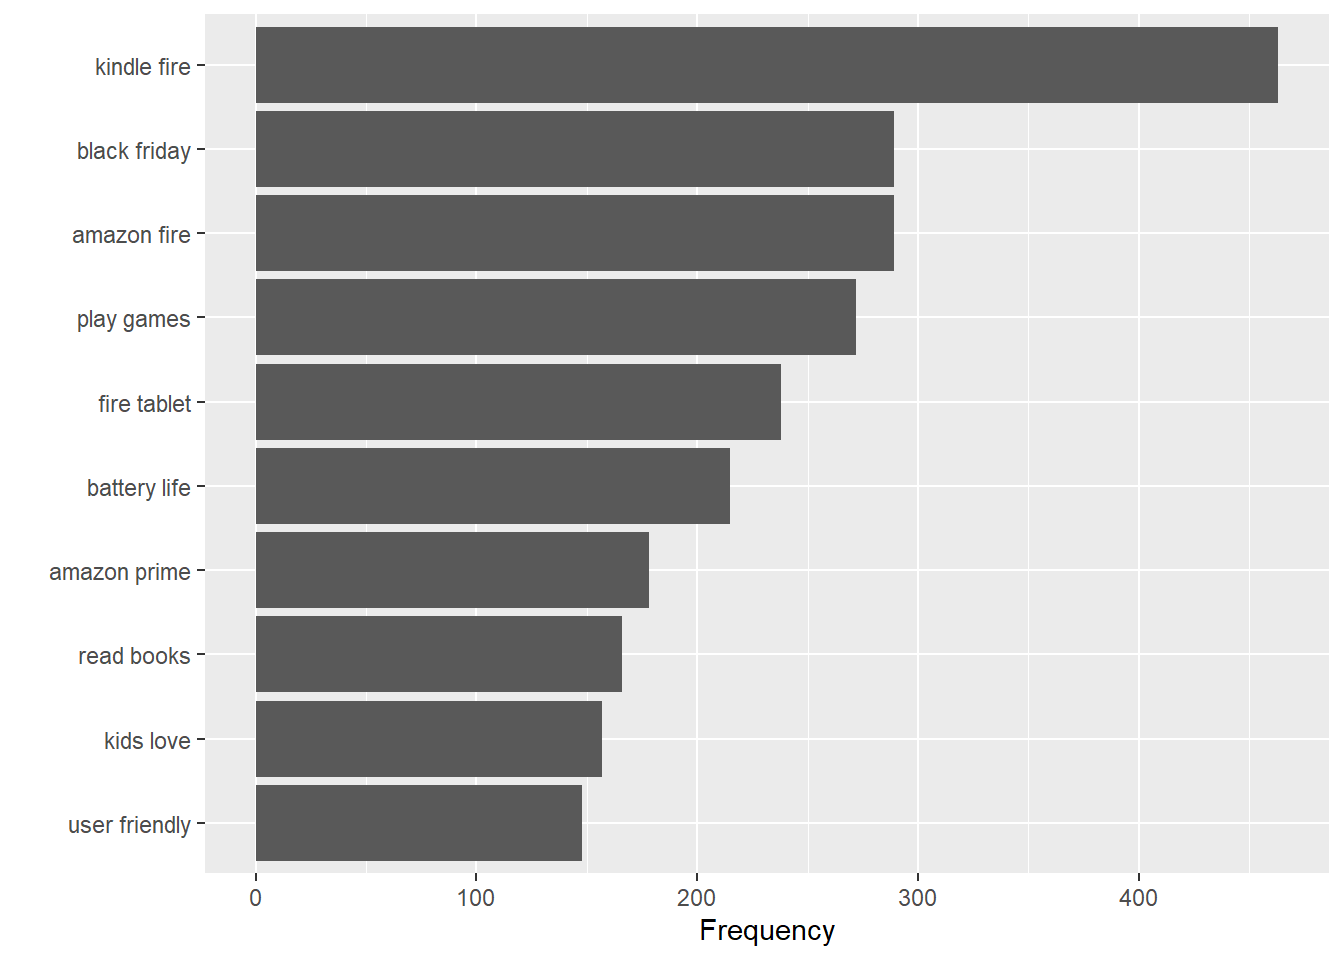 kindle fire
black friday
amazon fire
play games
fire tablet
battery life
amazon prime
read books
kids love
user friendly
0 100 200 300 400
Frequency